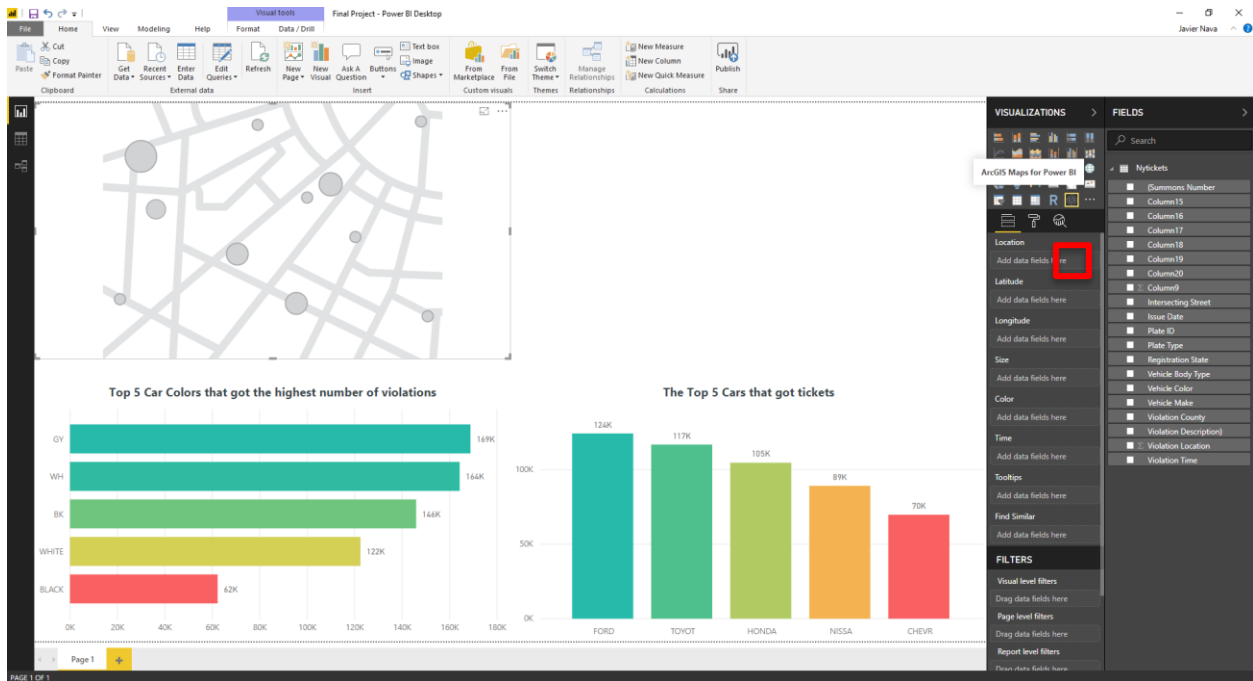 Visual tools
Final Project - Power BI Desktop
File
Home
View
Modeling
Help
Format
Data / Drill
Javier Nava
Paste
Cut
Copy
Format Painter
Clipboard
Get Data
Recent Sources
Enter Data
Edit Queries
External data
Refresh
New Page
New Visual
Ask A Question
Buttons
Text box
Image
Shapes
Insert
From Marketplace
From File
Custom visuals
Switch Theme
Themes
Manage Relationships
Relationships
New Measure
New Column
New Quick Measure
Calculations
Publish
Share
Top 5 Car Colors that got the highest number of violations
GY
169K
WH
164K
BK
146K
WHITE
122K
BLACK
62K
0K 20K 40K 60K 80K 100K 120K 140K 160K 180K
The Top 5 Cars that got tickets
100K
50K
0K
124K
117K
105K
89K
70K
FORD TOYOT HONDA NISSA CHEVR
Page 1
PAGE 1 OF 1
VISUALIZATIONS
ArcGIS Maps for Power BI
R
Location
Add data fields here
Latitude
Add data fields here
Longitude
Add data fields here
Size
Add data fields here
Color
Add data fields here
Time
Add data fields here
Tooltips
Add data fields here
Find Similar
Add data fields here
FILTERS
Visual level filters
Drag data fields here
Page level filters
Drag data fields here
Report level filters
Drag data fields here
FIELDS
Search
Nytickets
(Summons Number
Column15
Column16
Column17
Column18
Column19
Column20
Σ Column9
Intersecting Street
Issue Date
Plate ID
Plate Type
Registration State
Vehicle Body Type
Vehicle Color
Vehicle Make
Violation County
Violation Description)
Σ Violation Location
Violation Time